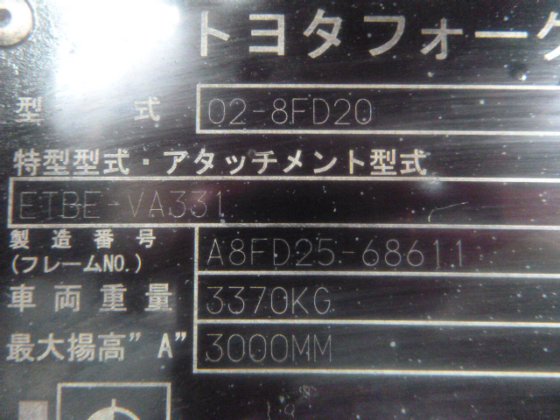 トヨタフォーク
型 式 02-8FD20
特型型式・アタッチメント型式
ETBE-VA331
製造番号
(フレームNO.) A8FD25-68611
車両重量 3370KG
最大揚高"A" 3000MM